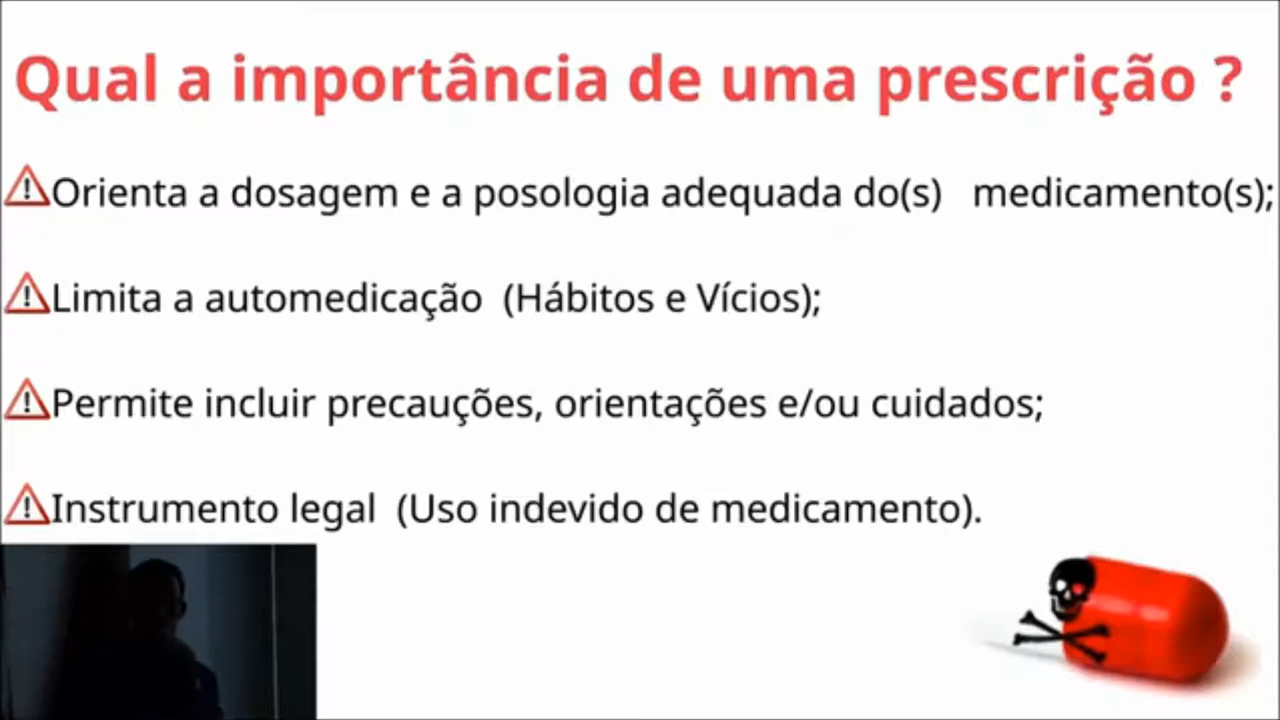 Qual a importância de uma prescrição ?
Orienta a dosagem e a posologia adequada do(s) medicamento(s);
Limita a automedicação (Hábitos e Vícios);
Permite incluir precauções, orientações e/ou cuidados;
Instrumento legal (Uso indevido de medicamento).